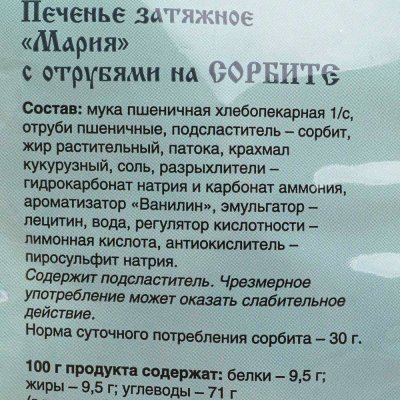 Печенье затяжное
«Мария»
с отрубями на СОРБИТЕ
Состав: мука пшеничная хлебопекарная 1/с,
отруби пшеничные, подсластитель – сорбит,
жир растительный, патока, крахмал
кукурузный, соль, разрыхлители –
гидрокарбонат натрия и карбонат аммония,
ароматизатор «Ванилин», эмульгатор –
лецитин, вода, регулятор кислотности –
лимонная кислота, антиокислитель –
пиросульфит натрия.
Содержит подсластитель. Чрезмерное
употребление может оказать слабительное
действие.
Норма суточного потребления сорбита – 30 г.
100 г продукта содержат: белки – 9,5 г;
жиры – 9,5 г; углеводы – 71 г